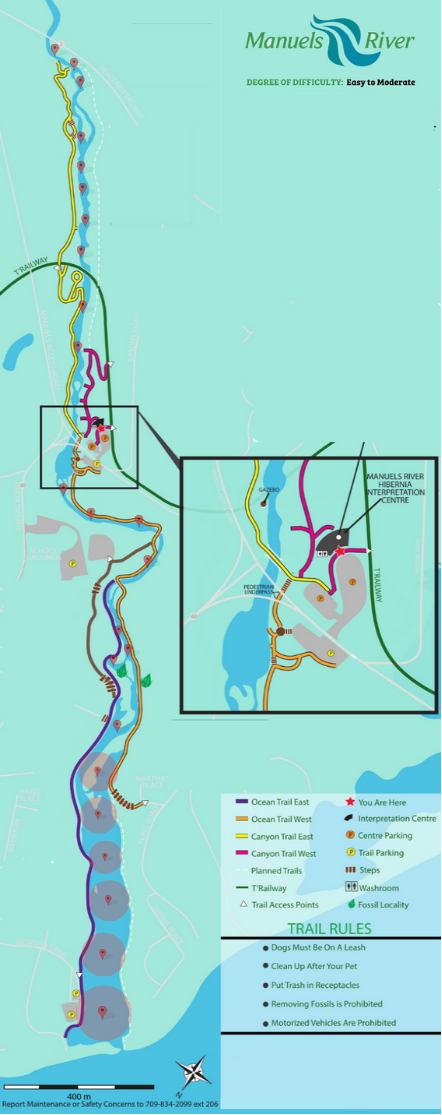 Manuels River
DEGREE OF DIFFICULTY: Easy to Moderate
T'RAILWAY
MANUELS RIVER
HIBERNIA
INTERPRETATION
CENTRE
GAZEBO
PEDESTRIAN
UNDERPASS
T'RAILWAY
P
P
P
P
P
P
P
P
P
Ocean Trail East
Ocean Trail West
Canyon Trail East
Canyon Trail West
Planned Trails
T'Railway
Trail Access Points
You Are Here
Interpretation Centre
P Centre Parking
P Trail Parking
Steps
Washroom
Fossil Locality
TRAIL RULES
Dogs Must Be On A Leash
Clean Up After Your Pet
Put Trash in Receptacles
Removing Fossils is Prohibited
Motorized Vehicles Are Prohibited
N
400 m
Report Maintenance or Safety Concerns to 709-834-2099 ext 206